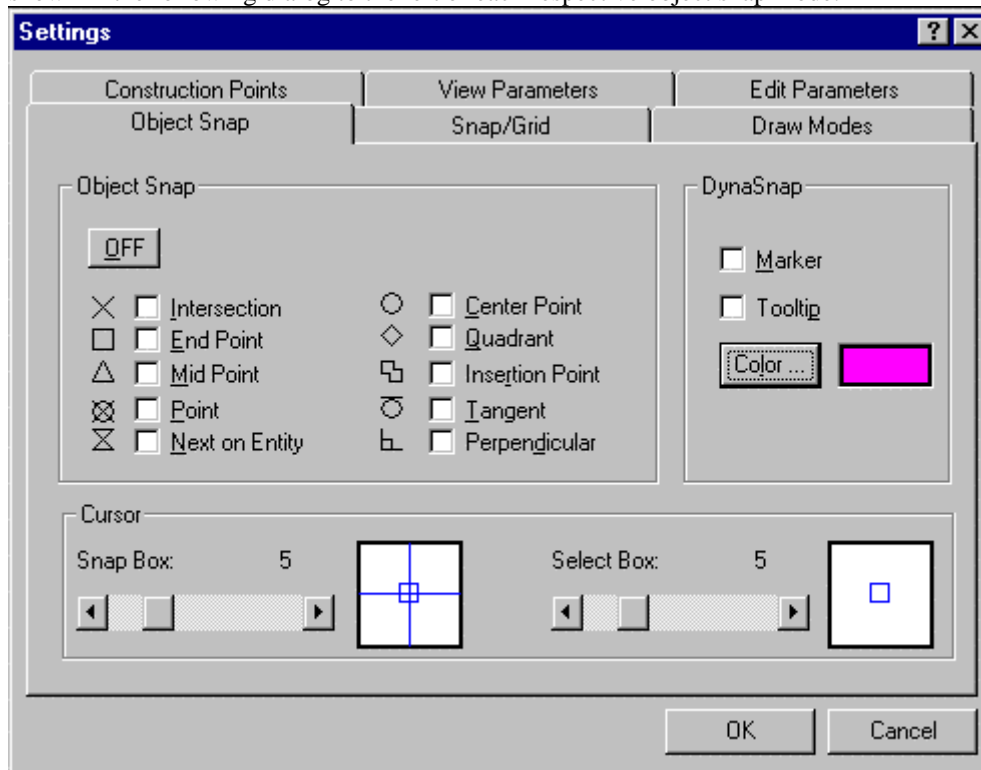 Settings
Construction Points View Parameters Edit Parameters
Object Snap Snap/Grid Draw Modes
Object Snap
OFF
Intersection
End Point
Mid Point
Point
Next on Entity
Center Point
Quadrant
Insertion Point
Tangent
Perpendicular
DynaSnap
Marker
Tooltip
Color ...
Cursor
Snap Box: 5
Select Box: 5
OK Cancel